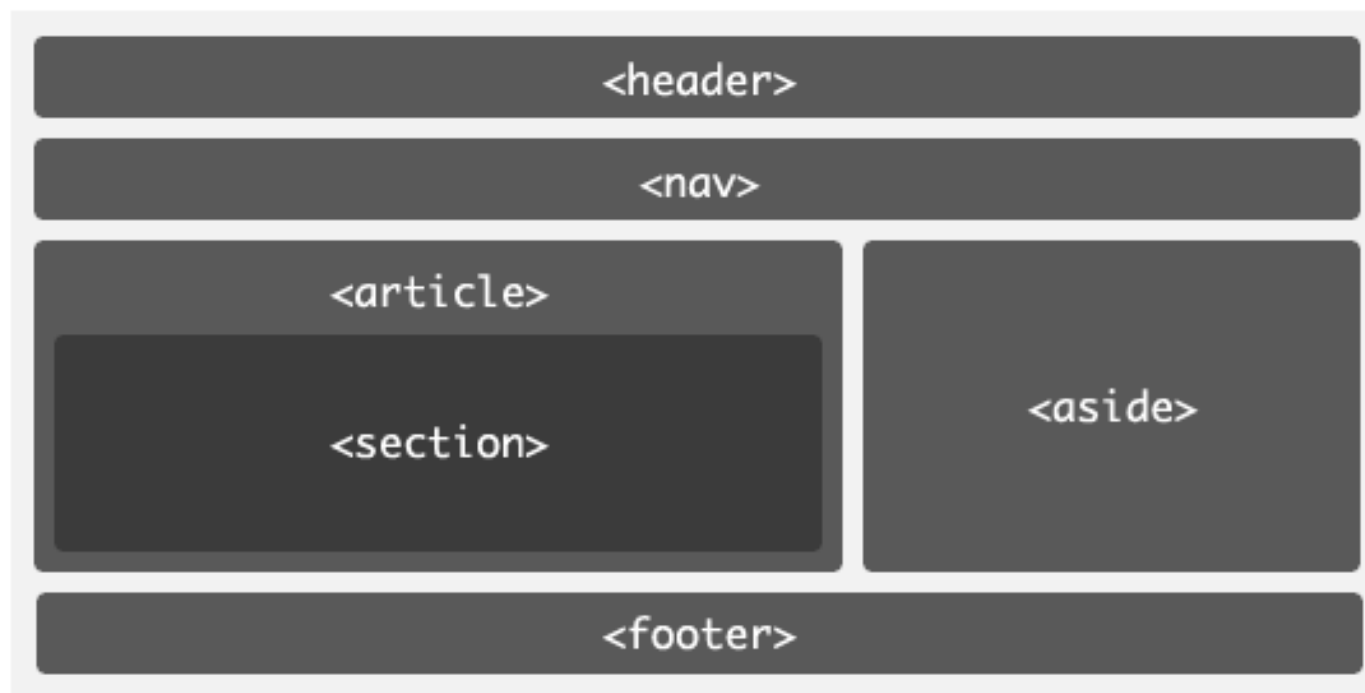 <header>
<nav>
<article>
<section>
<aside>
<footer>